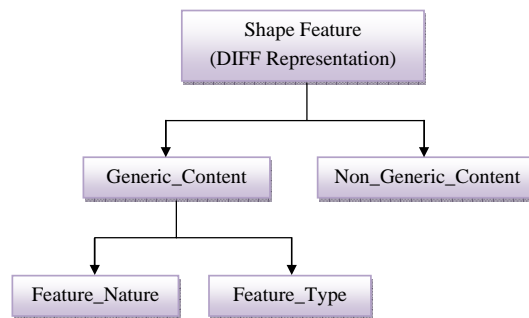 Shape Feature
(DIFF Representation)
Generic_Content
Non_Generic_Content
Feature_Nature
Feature_Type